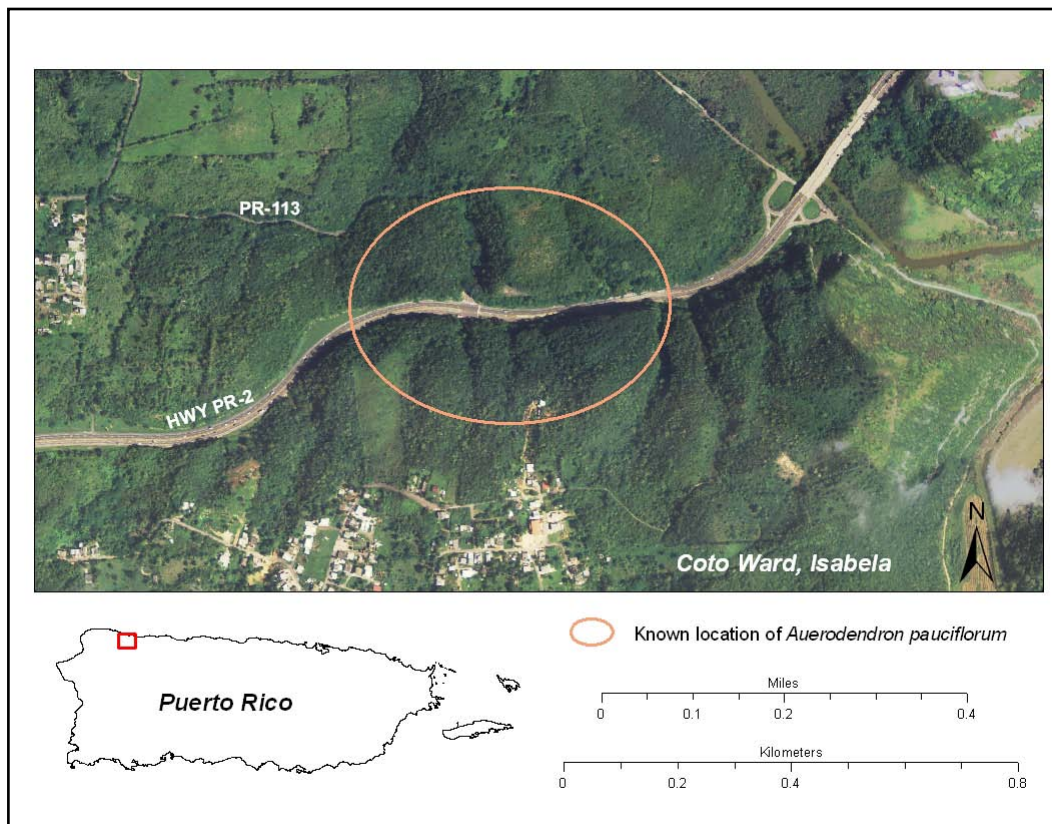 PR-113
HWY PR-2
N
Coto Ward, Isabela
Puerto Rico
Known location of Auerodendron pauciflorum
Miles
0 0.1 0.2 0.4
Kilometers
0 0.2 0.4 0.8